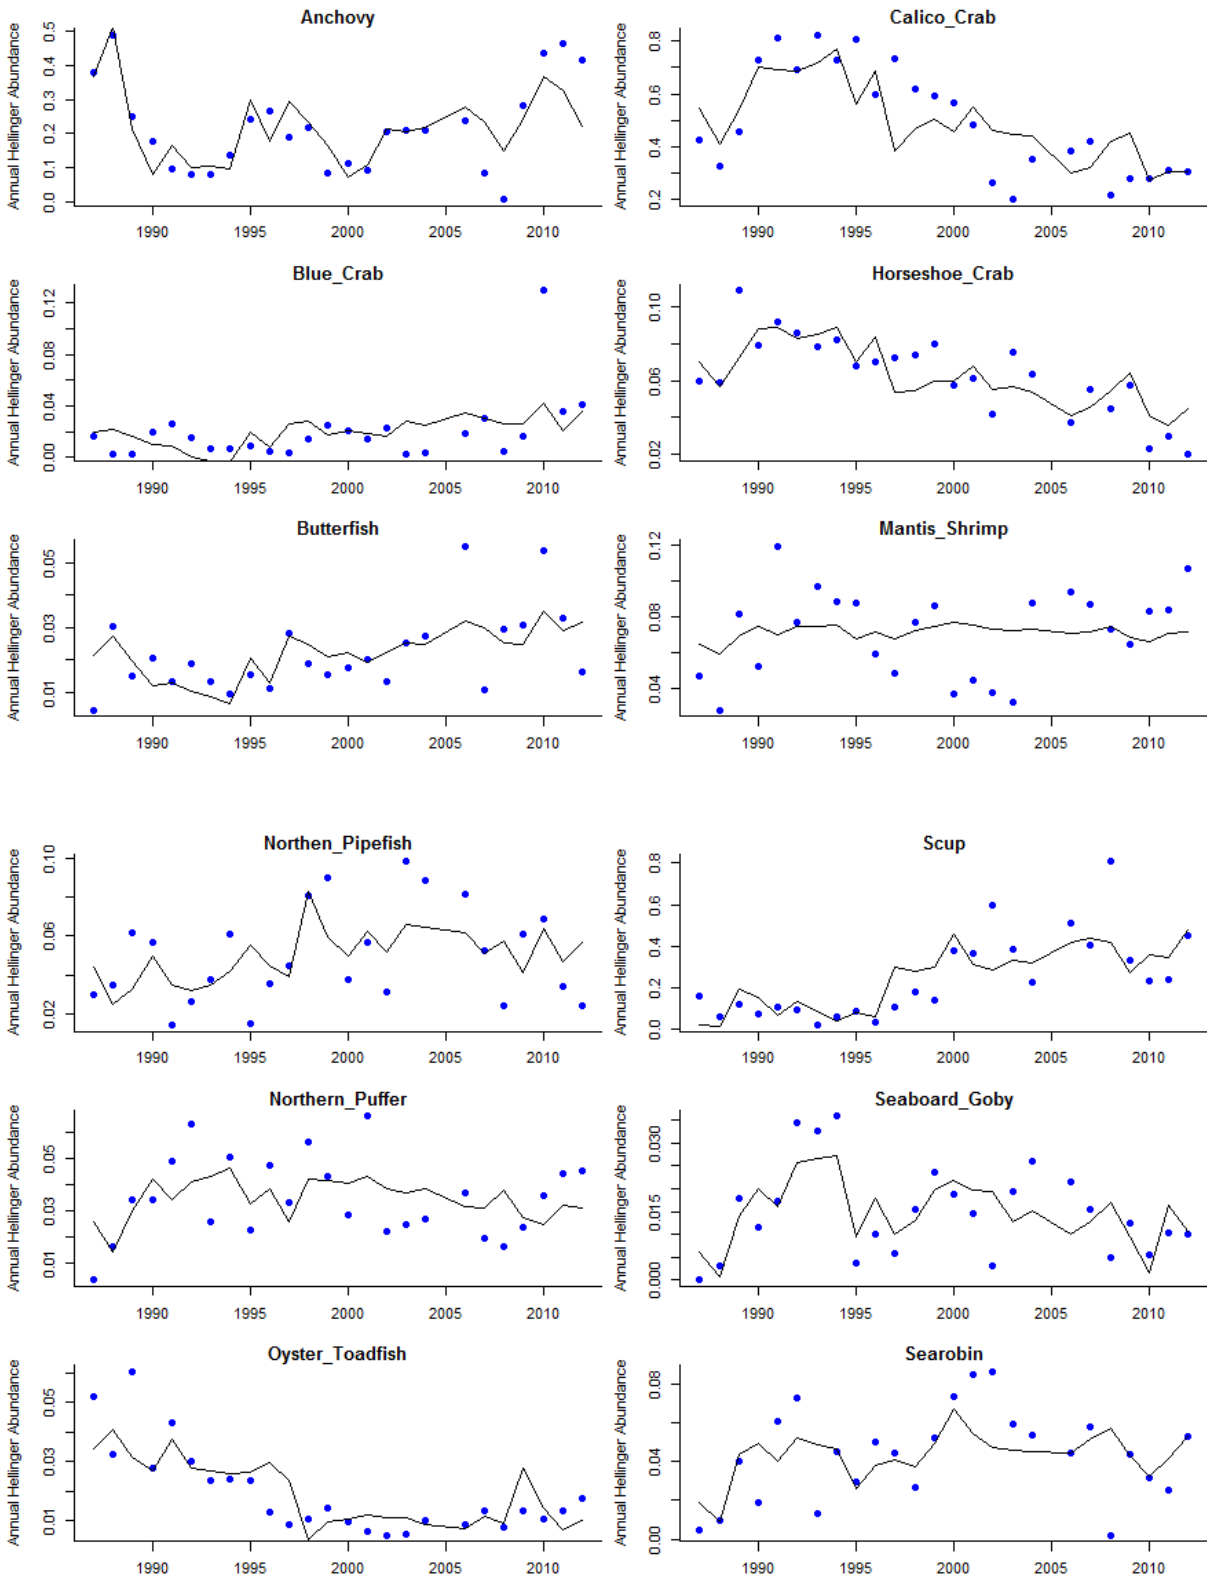 Anchovy
Annual Hellinger Abundance
0.0 0.1 0.2 0.3 0.4 0.5
1990 1995 2000 2005 2010
Calico_Crab
Annual Hellinger Abundance
0.2 0.4 0.6 0.8
1990 1995 2000 2005 2010
Blue_Crab
Annual Hellinger Abundance
0.00 0.04 0.08 0.12
1990 1995 2000 2005 2010
Horseshoe_Crab
Annual Hellinger Abundance
0.02 0.06 0.10
1990 1995 2000 2005 2010
Butterfish
Annual Hellinger Abundance
0.01 0.03 0.05
1990 1995 2000 2005 2010
Mantis_Shrimp
Annual Hellinger Abundance
0.04 0.08 0.12
1990 1995 2000 2005 2010
Northen_Pipefish
Annual Hellinger Abundance
0.02 0.06 0.10
1990 1995 2000 2005 2010
Scup
Annual Hellinger Abundance
0.0 0.2 0.4 0.6 0.8
1990 1995 2000 2005 2010
Northern_Puffer
Annual Hellinger Abundance
0.01 0.03 0.05
1990 1995 2000 2005 2010
Seaboard_Goby
Annual Hellinger Abundance
0.000 0.015 0.030
1990 1995 2000 2005 2010
Oyster_Toadfish
Annual Hellinger Abundance
0.01 0.03 0.05
1990 1995 2000 2005 2010
Searobin
Annual Hellinger Abundance
0.00 0.04 0.08
1990 1995 2000 2005 2010